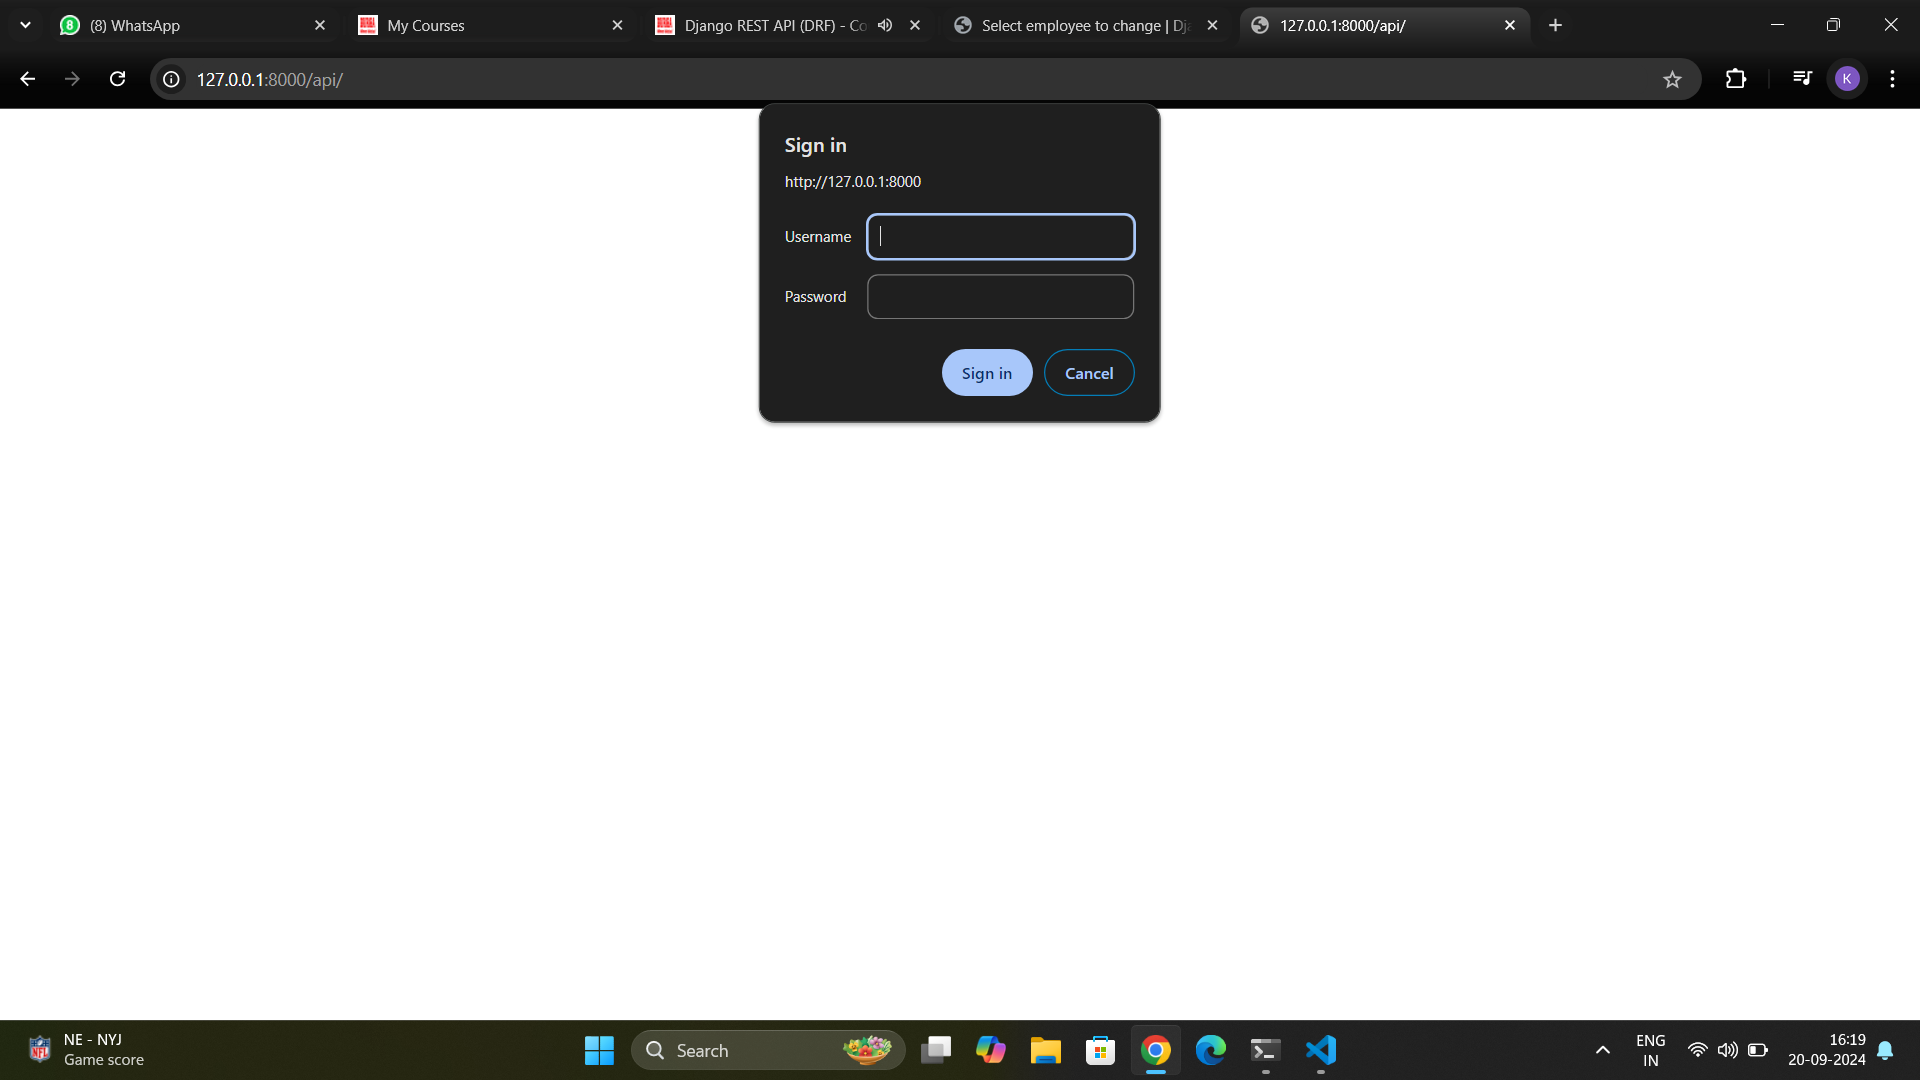 (8) WhatsApp
My Courses
Django REST API (DRF) - Co
Select employee to change | Dj
127.0.0.1:8000/api/
127.0.0.1:8000/api/
K
Sign in
http://127.0.0.1:8000
Username
Password
Sign in
Cancel
NE - NYJ
Game score
Search
ENG
IN
16:19
20-09-2024